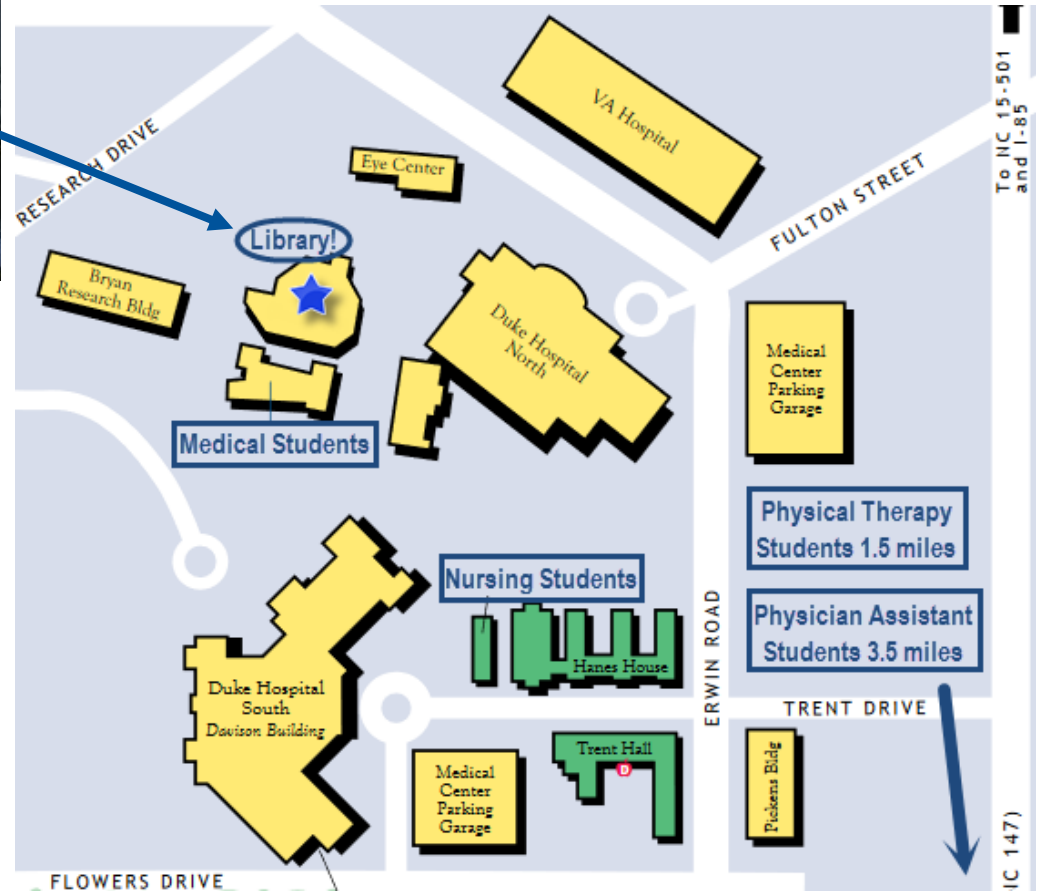 To NC 15-501
and I-85
VA Hospital
RESEARCH DRIVE
Eye Center
FULTON STREET
Library!
Bryan
Research Bldg
Duke Hospital
North
Medical
Center
Parking
Garage
Medical Students
Physical Therapy
Students 1.5 miles
Nursing Students
Physician Assistant
Students 3.5 miles
ERWIN ROAD
Hanes House
Duke Hospital
South
Davison Building
TRENT DRIVE
Trent Hall
D
Medical
Center
Parking
Garage
Pickens Bldg
NC 147)
FLOWERS DRIVE